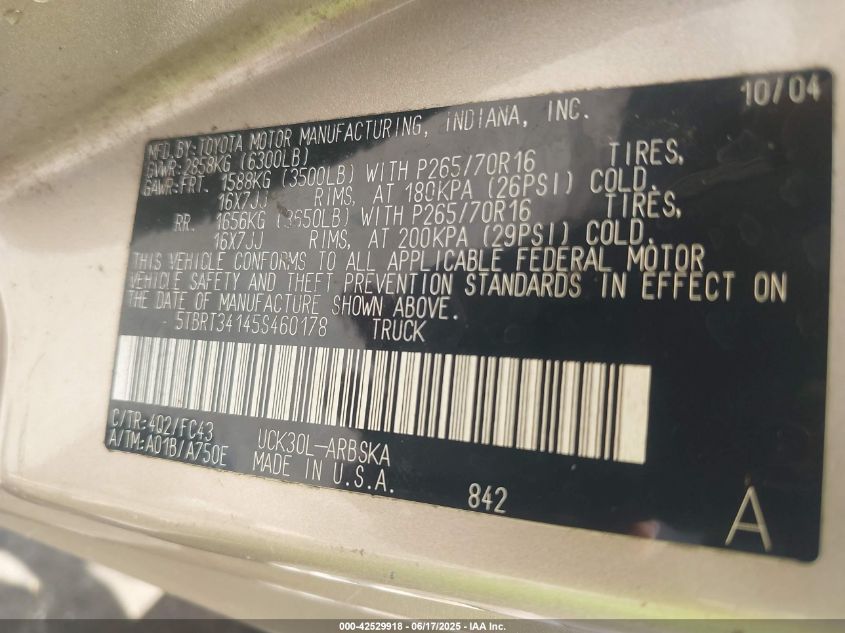 10/04
MFD.BY:TOYOTA MOTOR MANUFACTURING, INDIANA, INC.
GVWR:2858KG (6300LB)
GAWR:FRT. 1588KG (3500LB) WITH P265/70R16 TIRES,
16X7JJ RIMS, AT 180KPA (26PSI) COLD.
RR. 1656KG (3650LB) WITH P265/70R16 TIRES,
16X7JJ RIMS, AT 200KPA (29PSI) COLD.
THIS VEHICLE CONFORMS TO ALL APPLICABLE FEDERAL MOTOR
VEHICLE SAFETY AND THEFT PREVENTION STANDARDS IN EFFECT ON
THE DATE OF MANUFACTURE SHOWN ABOVE.
5TBRT34145S460178 TRUCK
C/TR:4Q2/FC43
A/TM:A01B/A750E
UCK30L-ARBSKA
MADE IN U.S.A.
842
A
000-42529918 - 06/17/2025 - IAA Inc.